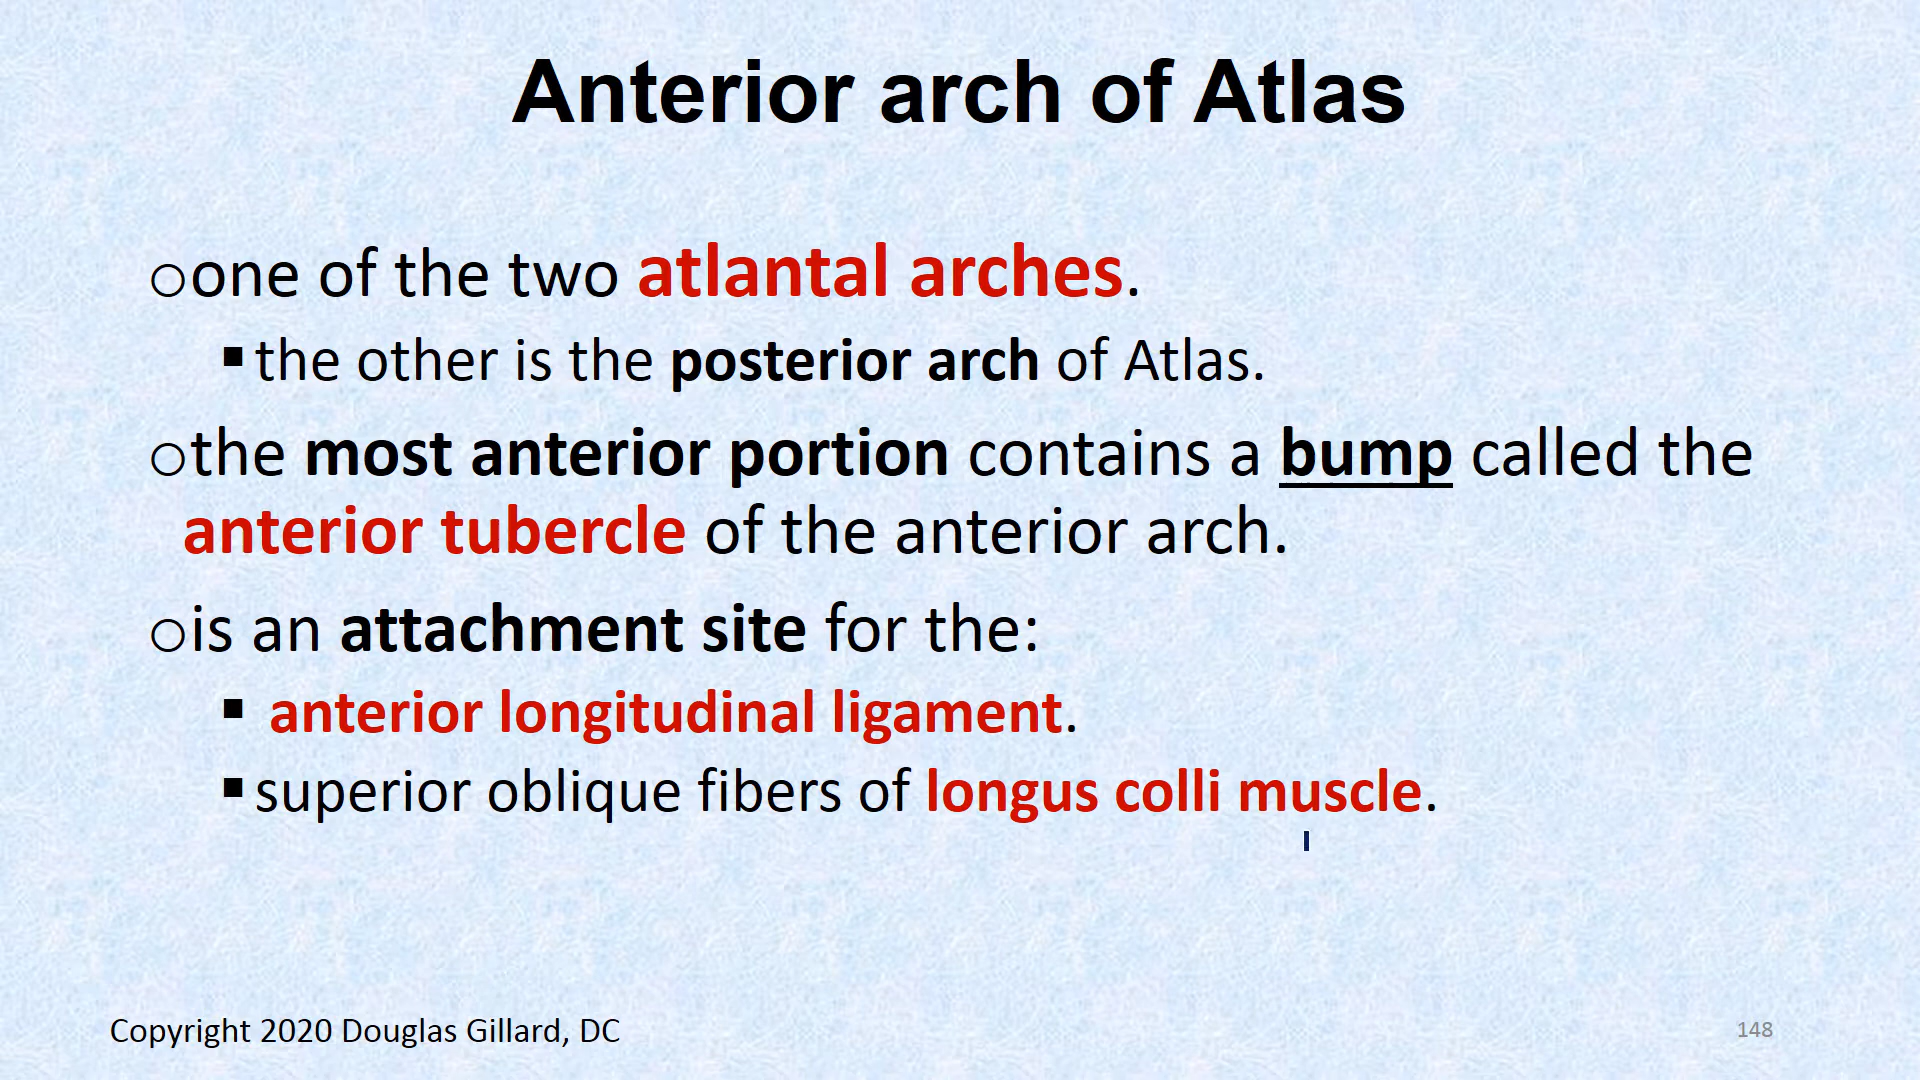 Anterior arch of Atlas
○one of the two atlantal arches.
▪the other is the posterior arch of Atlas.
○the most anterior portion contains a bump called the
anterior tubercle of the anterior arch.
○is an attachment site for the:
▪ anterior longitudinal ligament.
▪superior oblique fibers of longus colli muscle.
Copyright 2020 Douglas Gillard, DC
148